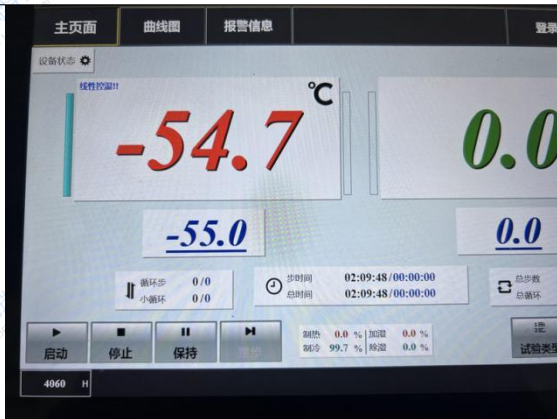 主页面 曲线图 报警信息 登录
设备状态
线性控温!!
℃
-54.7 0.0
-55.0 0.0
循环步 0/0
小循环 0/0
步时间 02:09:48/00:00:00
总时间 02:09:48/00:00:00
总步数
总循环
启动 停止 保持
制热 0.0 % 加湿 0.0 %
制冷 99.7 % 除湿 0.0 %
试验类型
4060 H